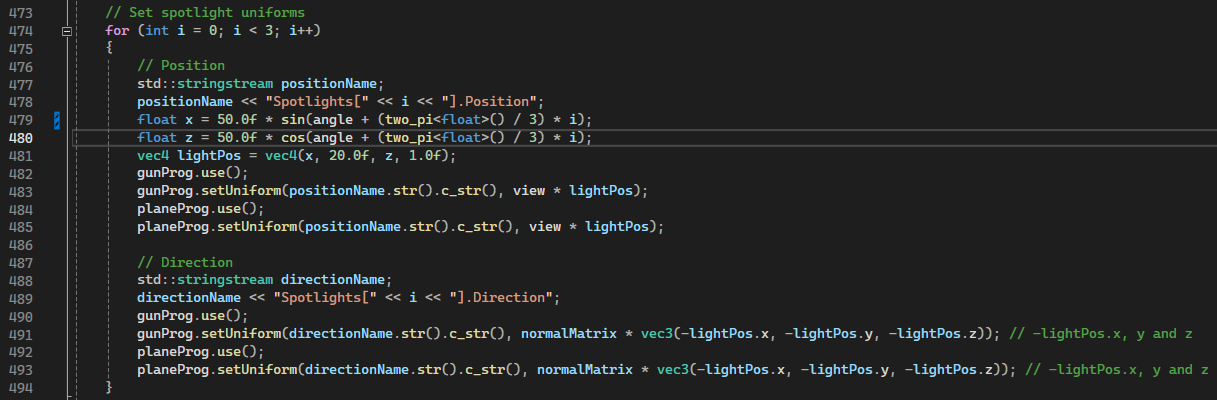 473 // Set spotlight uniforms
474 for (int i = 0; i < 3; i++)
475 {
476 // Position
477 std::stringstream positionName;
478 positionName << "Spotlights[" << i << "].Position";
479 float x = 50.0f * sin(angle + (two_pi<float>() / 3) * i);
480 float z = 50.0f * cos(angle + (two_pi<float>() / 3) * i);
481 vec4 lightPos = vec4(x, 20.0f, z, 1.0f);
482 gunProg.use();
483 gunProg.setUniform(positionName.str().c_str(), view * lightPos);
484 planeProg.use();
485 planeProg.setUniform(positionName.str().c_str(), view * lightPos);
486
487 // Direction
488 std::stringstream directionName;
489 directionName << "Spotlights[" << i << "].Direction";
490 gunProg.use();
491 gunProg.setUniform(directionName.str().c_str(), normalMatrix * vec3(-lightPos.x, -lightPos.y, -lightPos.z)); // -lightPos.x, y and z
492 planeProg.use();
493 planeProg.setUniform(directionName.str().c_str(), normalMatrix * vec3(-lightPos.x, -lightPos.y, -lightPos.z)); // -lightPos.x, y and z
494 }